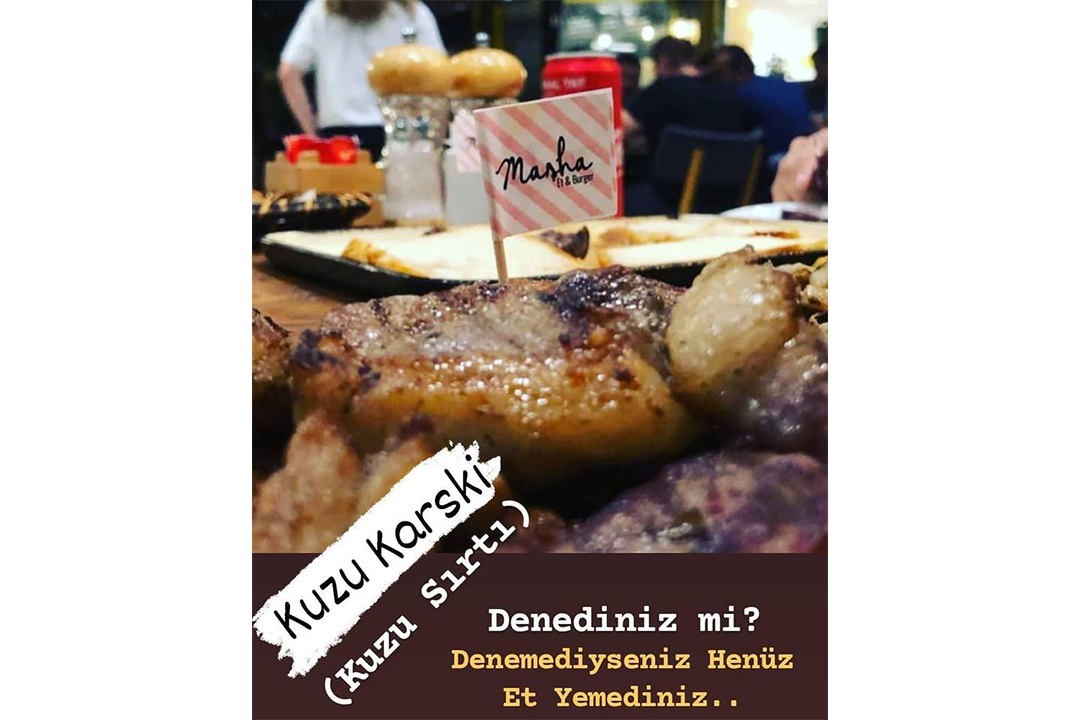 Masha
Et & Burger
Kuzu Karski
(Kuzu Sırtı)
Denediniz mi?
Denemediyseniz Henüz
Et Yemediniz..